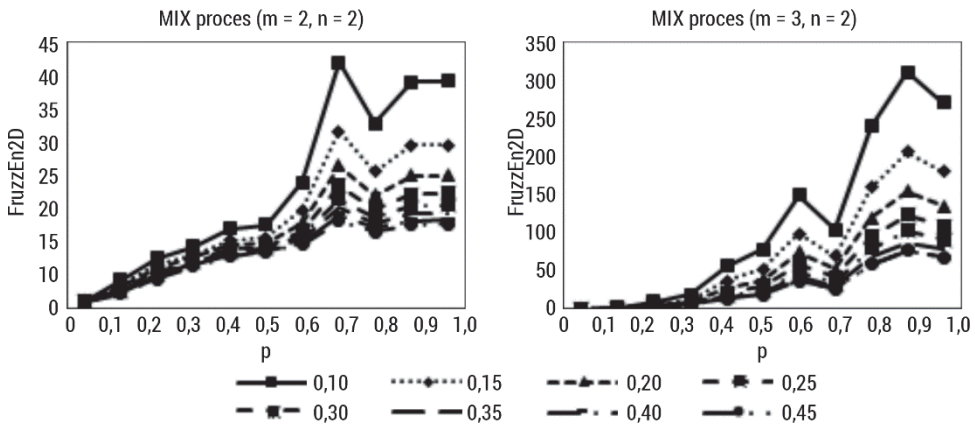 MIX proces (m = 2, n = 2)
45
40
35
30
25
20
15
10
0
FruzzEn2D
0 0,1 0,2 0,3 0,4 0,5 0,6 0,7 0,8 0,9 1,0
p
MIX proces (m = 3, n = 2)
350
300
250
200
150
100
50
0
FruzzEn2D
0 0,1 0,2 0,3 0,4 0,5 0,6 0,7 0,8 0,9 1,0
p
0,10 0,15 0,20 0,25
0,30 0,35 0,40 0,45